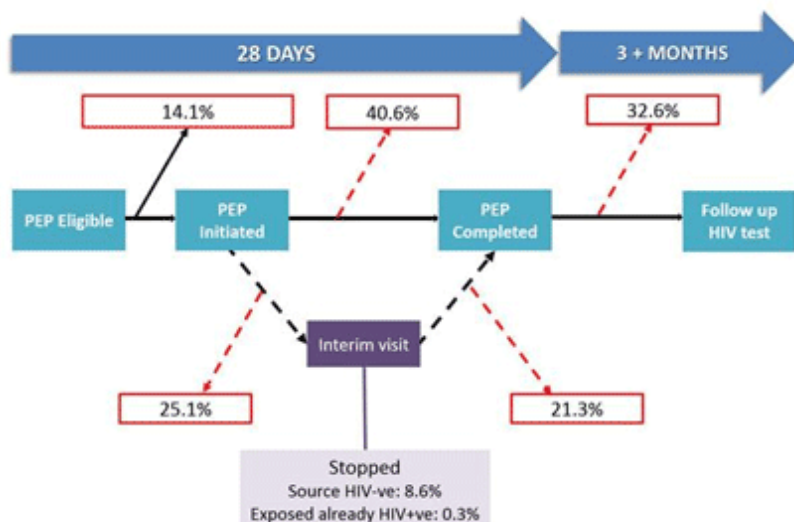 28 DAYS
3 + MONTHS
14.1%
40.6%
32.6%
PEP Eligible
PEP
Initiated
PEP
Completed
Follow up
HIV test
Interim visit
25.1%
21.3%
Stopped
Source HIV-ve: 8.6%
Exposed already HIV+ve: 0.3%